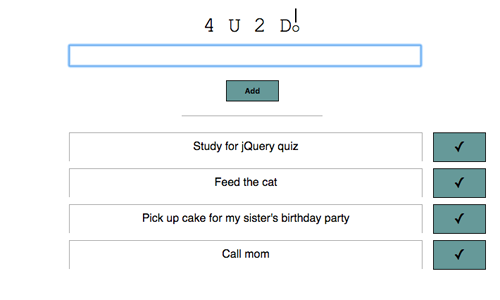 4 U 2 D!o
Add
Study for jQuery quiz
✓
Feed the cat
✓
Pick up cake for my sister's birthday party
✓
Call mom
✓